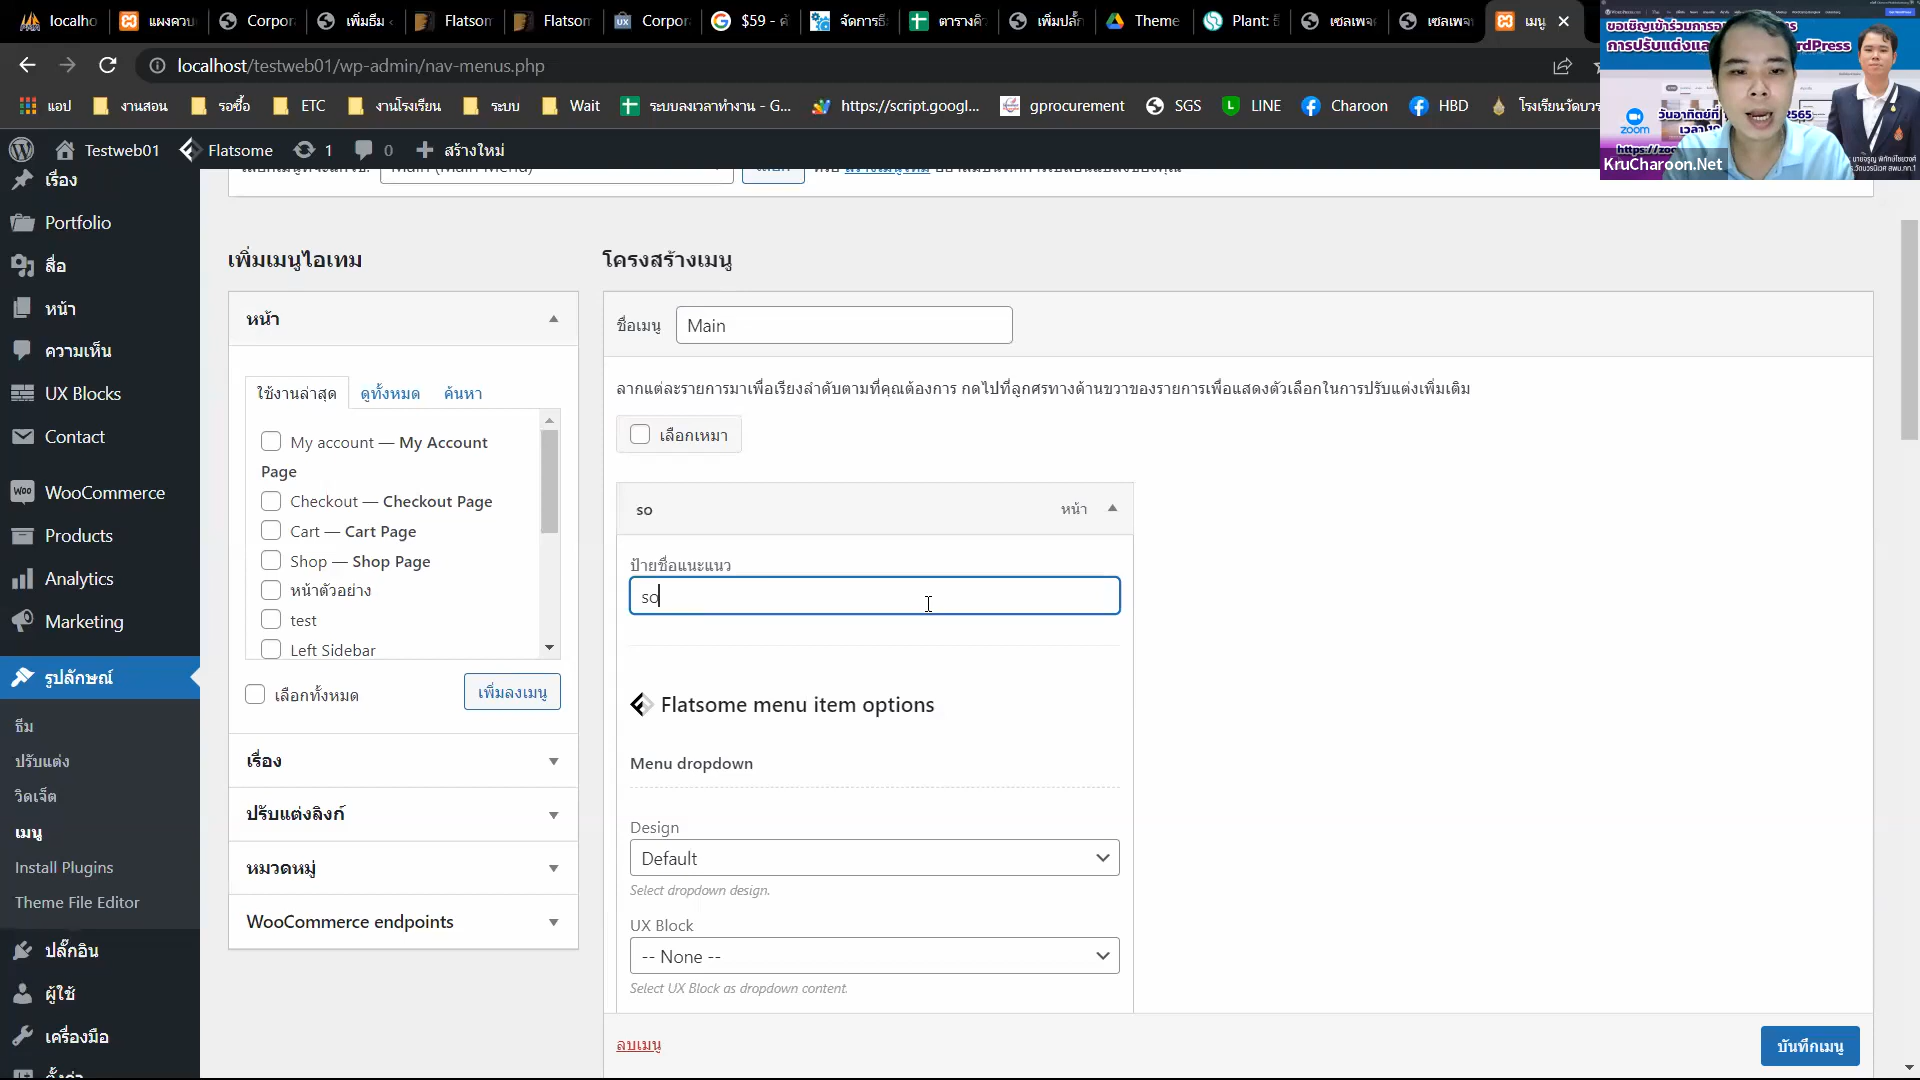 localho
แผงควบ
Corpor
เพิ่มธีม
Flatsom
Flatsom
Corpor
$59 - ค
จัดการธี
ตารางคิว
เพิ่มปลั๊ก
Theme
Plant: ธี
เซลเพจ
เซลเพจ
เมนู
localhost/testweb01/wp-admin/nav-menus.php
แอป
งานสอน
รอซื้อ
ETC
งานโรงเรียน
ระบบ
Wait
ระบบลงเวลาทำงาน - G...
https://script.googl...
gprocurement
SGS
LINE
Charoon
HBD
โรงเรียนวัดบวร
zoom
KruCharoon.Net
Testweb01
Flatsome
1
0
สร้างใหม่
เรื่อง
Portfolio
สื่อ
หน้า
ความเห็น
UX Blocks
Contact
WooCommerce
Products
Analytics
Marketing
รูปลักษณ์
ธีม
ปรับแต่ง
วิดเจ็ต
เมนู
Install Plugins
Theme File Editor
ปลั๊กอิน
ผู้ใช้
เครื่องมือ
ตั้งค่า
เพิ่มเมนูไอเทม
หน้า
ใช้งานล่าสุด
ดูทั้งหมด
ค้นหา
My account — My Account
Page
Checkout — Checkout Page
Cart — Cart Page
Shop — Shop Page
หน้าตัวอย่าง
test
Left Sidebar
เลือกทั้งหมด
เพิ่มลงเมนู
เรื่อง
ปรับแต่งลิงก์
หมวดหมู่
WooCommerce endpoints
โครงสร้างเมนู
ชื่อเมนู
Main
ลากแต่ละรายการมาเพื่อเรียงลำดับตามที่คุณต้องการ กดไปที่ลูกศรทางด้านขวาของรายการเพื่อแสดงตัวเลือกในการปรับแต่งเพิ่มเติม
เลือกเหมา
so
หน้า
ป้ายชื่อแนะแนว
so
Flatsome menu item options
Menu dropdown
Design
Default
Select dropdown design.
UX Block
-- None --
Select UX Block as dropdown content.
ลบเมนู
บันทึกเมนู